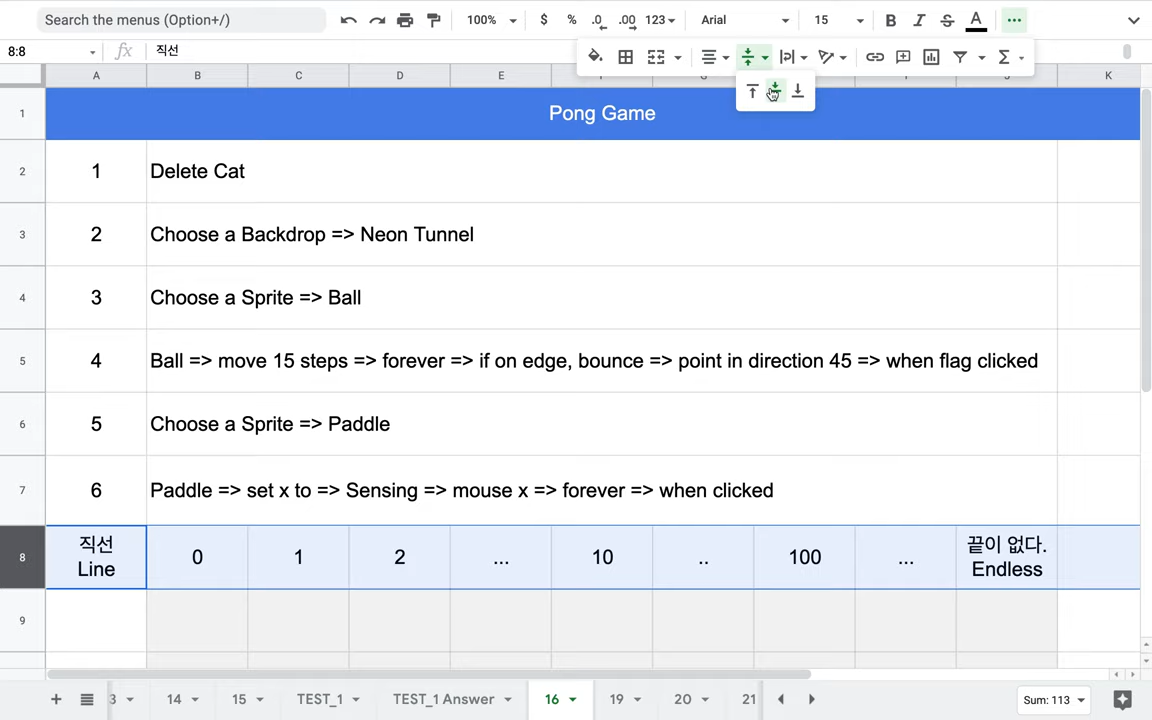 Search the menus (Option+/)
100%
$
%
.0
.00
123
Arial
15
B
I
S
A
8:8
fx
직선
A
B
C
D
E
K
1
Pong Game
2
1
Delete Cat
3
2
Choose a Backdrop => Neon Tunnel
4
3
Choose a Sprite => Ball
5
4
Ball => move 15 steps => forever => if on edge, bounce => point in direction 45 => when flag clicked
6
5
Choose a Sprite => Paddle
7
6
Paddle => set x to => Sensing => mouse x => forever => when clicked
8
직선
Line
0
1
2
...
10
..
100
...
끝이 없다.
Endless
9
3
14
15
TEST_1
TEST_1 Answer
16
19
20
21
Sum: 113